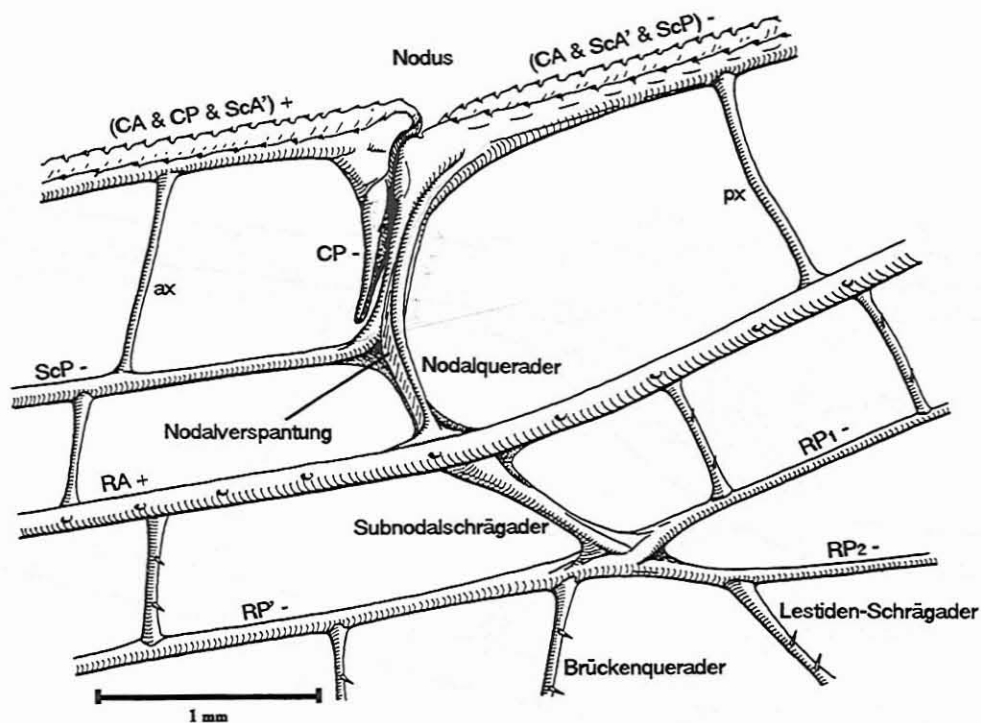 Nodus
(CA & ScA' & ScP) -
(CA & CP & ScA') +
px
CP -
ax
ScP -
Nodalquerader
Nodalverspantung
RA +
RP1 -
Subnodalschrägader
RP2 -
RP' -
Lestiden-Schrägader
Brückenquerader
1 mm